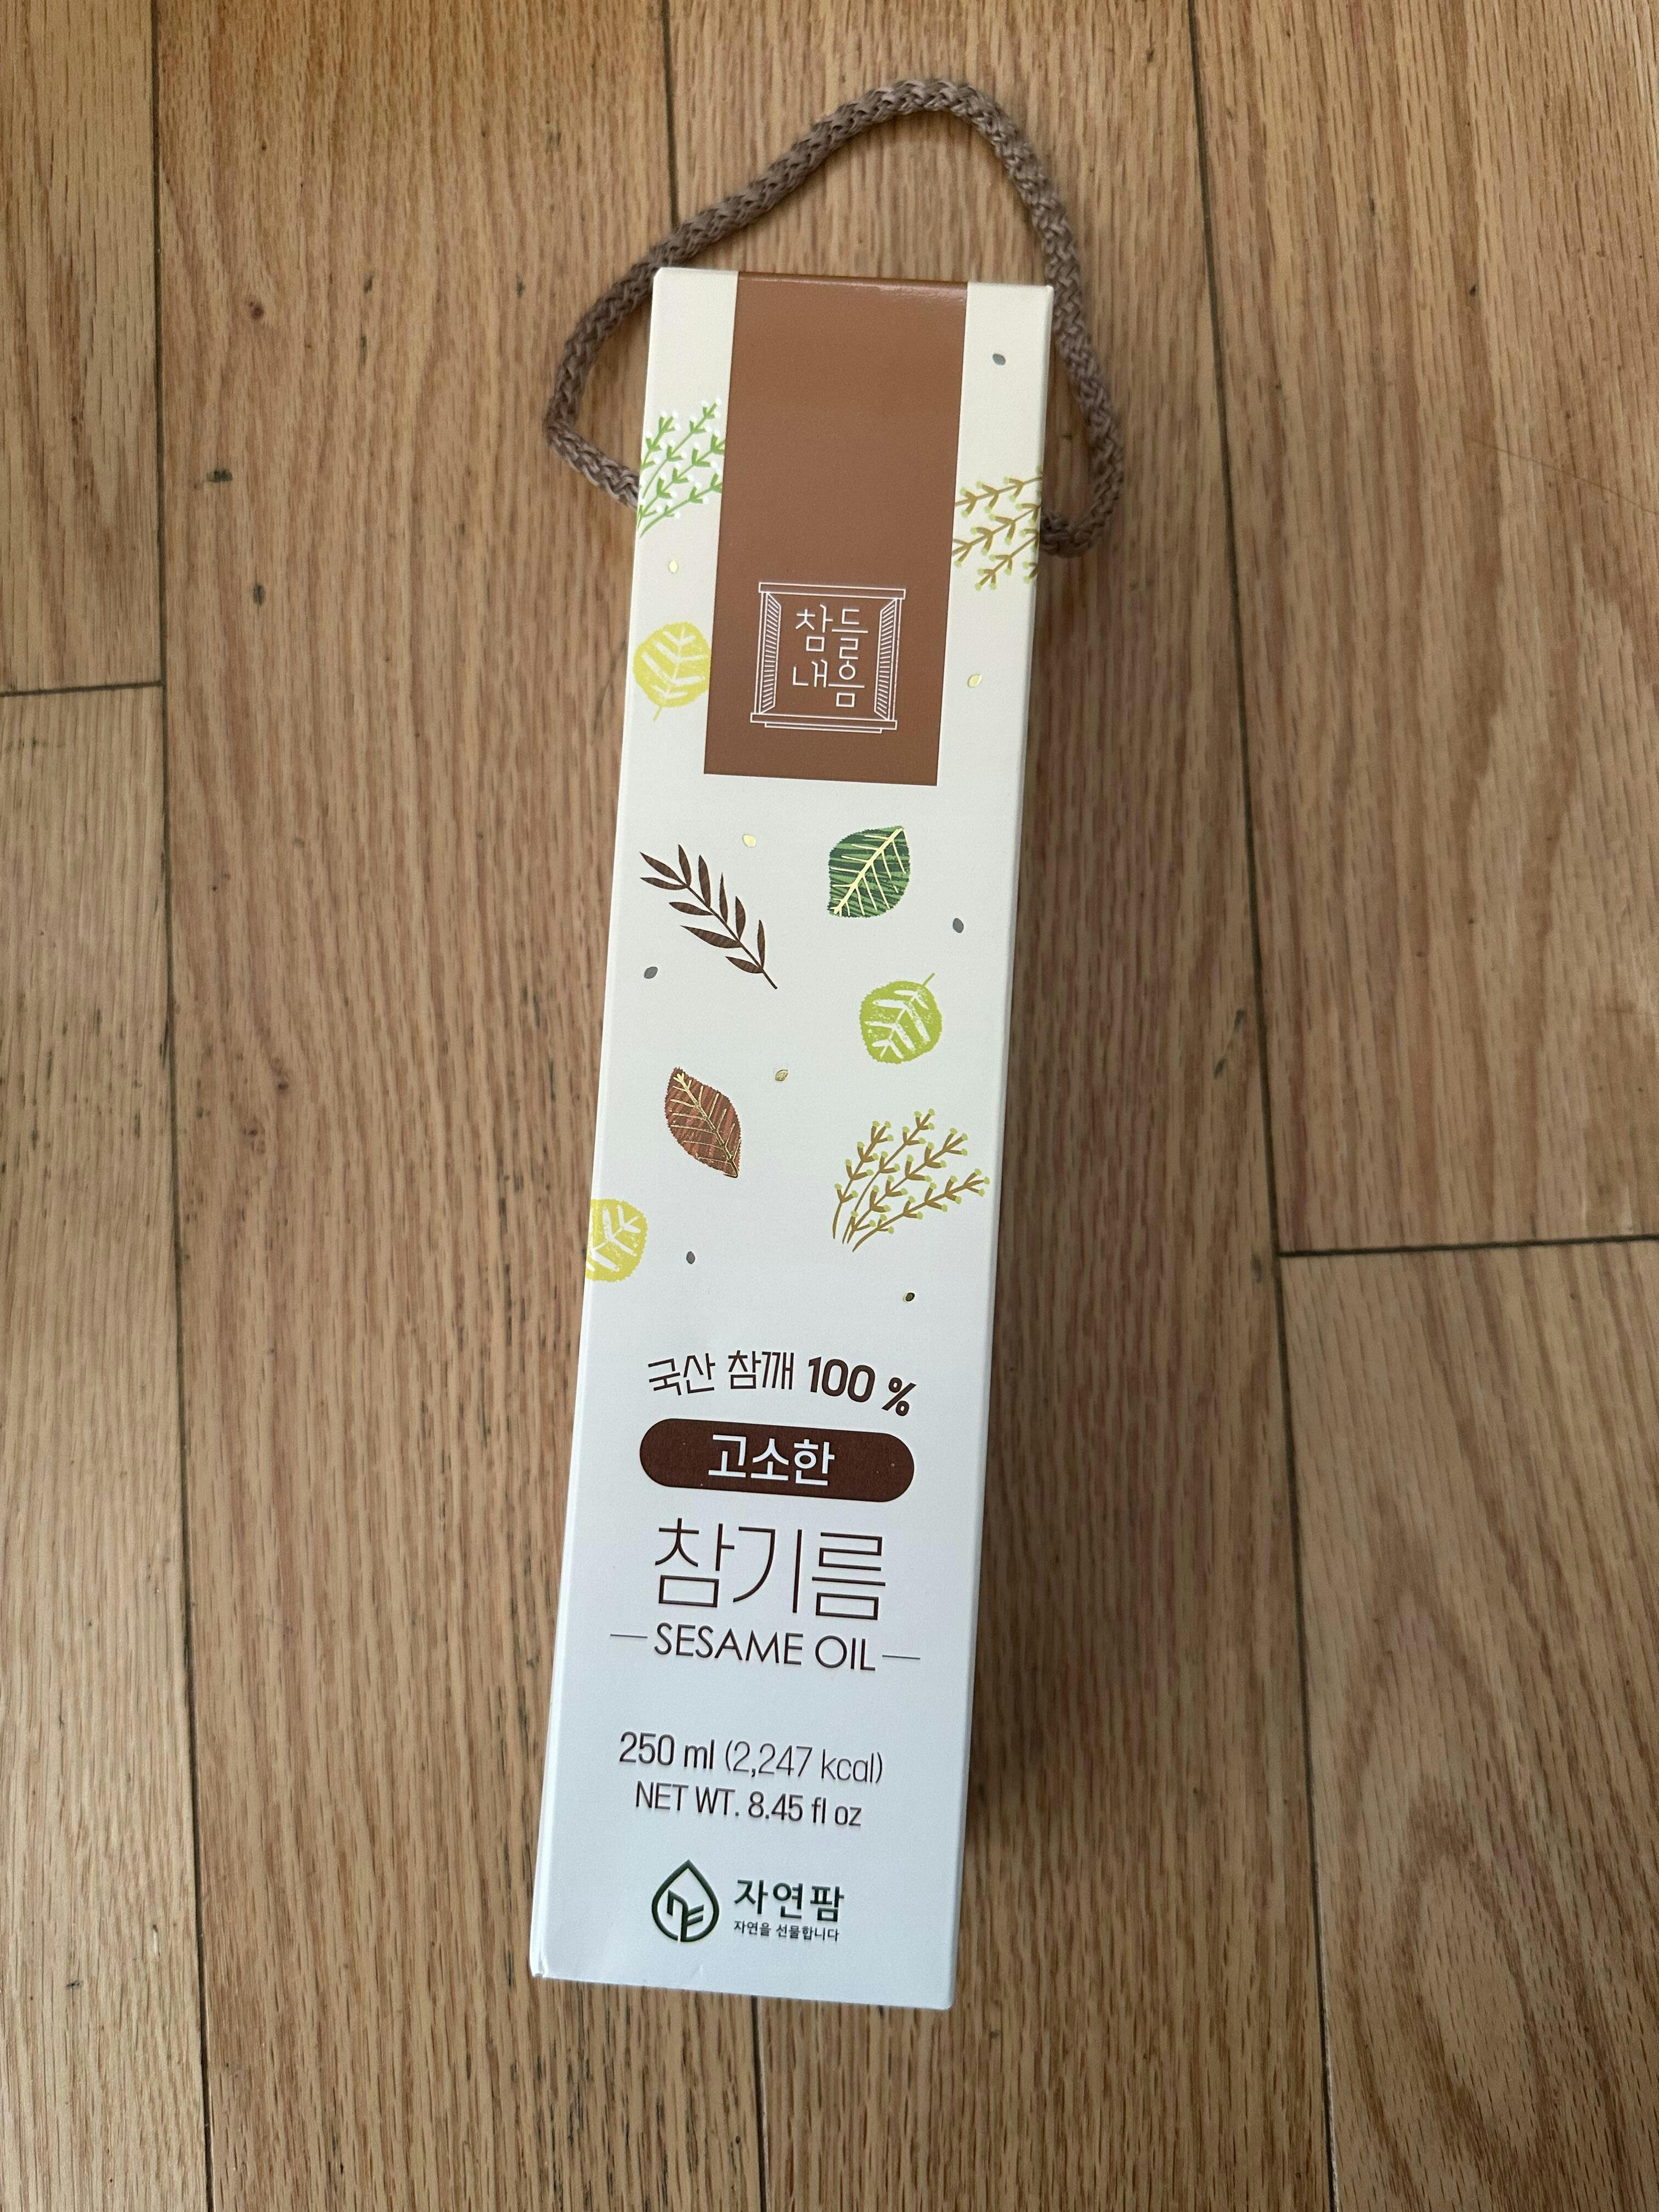 참들
내음
국산 참깨 100 %
고소한
참기름
SESAME OIL
250 ml (2,247 kcal)
NET WT. 8.45 fl oz
자연팜
자연을 선물합니다